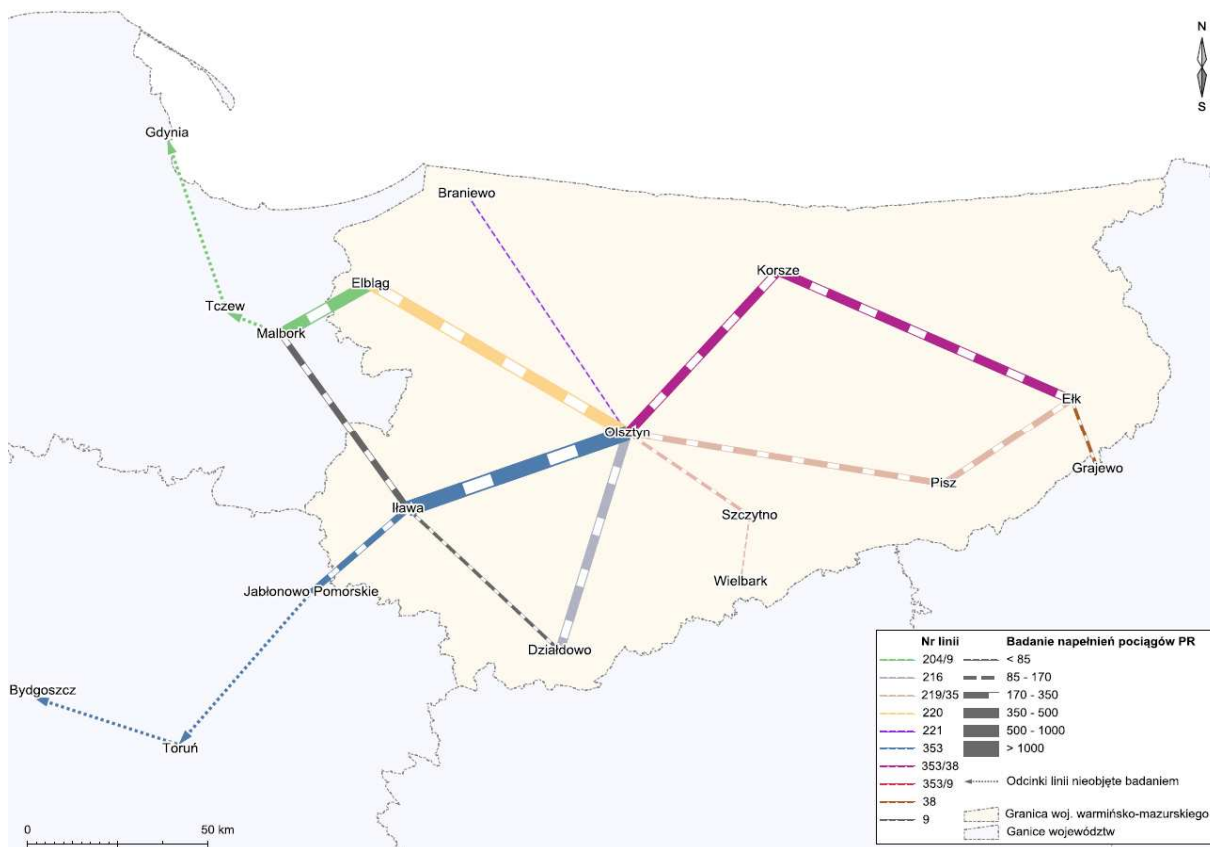 N
S
Gdynia
Braniewo
Korsze
Elbląg
Tczew
Malbork
Ełk
Olsztyn
Grajewo
Pisz
Iława
Szczytno
Wielbark
Jabłonowo Pomorskie
Działdowo
Bydgoszcz
Toruń
Nr linii
Badanie napełnień pociągów PR
204/9
< 85
216
85 - 170
219/35
170 - 350
220
350 - 500
221
500 - 1000
353
> 1000
353/38
353/9
Odcinki linii nieobjęte badaniem
38
9
Granica woj. warmińsko-mazurskiego
Ganice województw
0
50 km